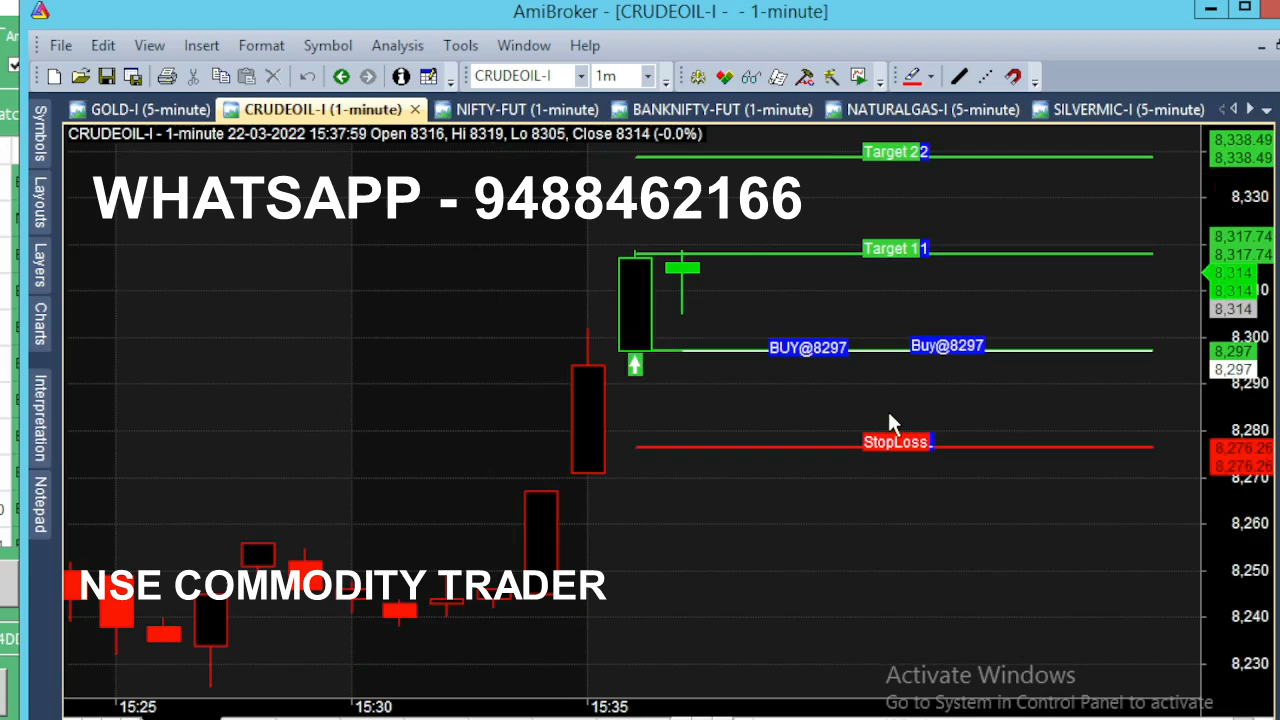 AmiBroker - [CRUDEOIL-I - - 1-minute]
File Edit View Insert Format Symbol Analysis Tools Window Help
CRUDEOIL-I 1m
GOLD-I (5-minute) CRUDEOIL-I (1-minute) NIFTY-FUT (1-minute) BANKNIFTY-FUT (1-minute) NATURALGAS-I (5-minute) SILVERMIC-I (5-minute)
CRUDEOIL-I - 1-minute 22-03-2022 15:37:59 Open 8316, Hi 8319, Lo 8305, Close 8314 (-0.0%)
Symbols
Layouts
Layers
Charts
Interpretation
Notepad
WHATSAPP - 9488462166
Target 2 2
Target 1 1
BUY@8297 Buy@8297
StopLoss
NSE COMMODITY TRADER
8,338.49
8,338.49
8,330
8,317.74
8,317.74
8,314
8,314
8,314
8,300
8,297
8,297
8,290
8,280
8,276.26
8,276.26
8,270
8,260
8,250
8,240
8,230
15:25 15:30 15:35
Activate Windows
Go to System in Control Panel to activate